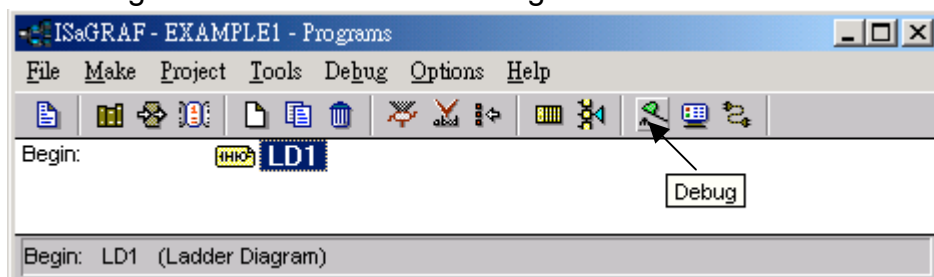 ISaGRAF - EXAMPLE1 - Programs
File Make Project Tools Debug Options Help
Begin: LD1
Debug
Begin: LD1 (Ladder Diagram)